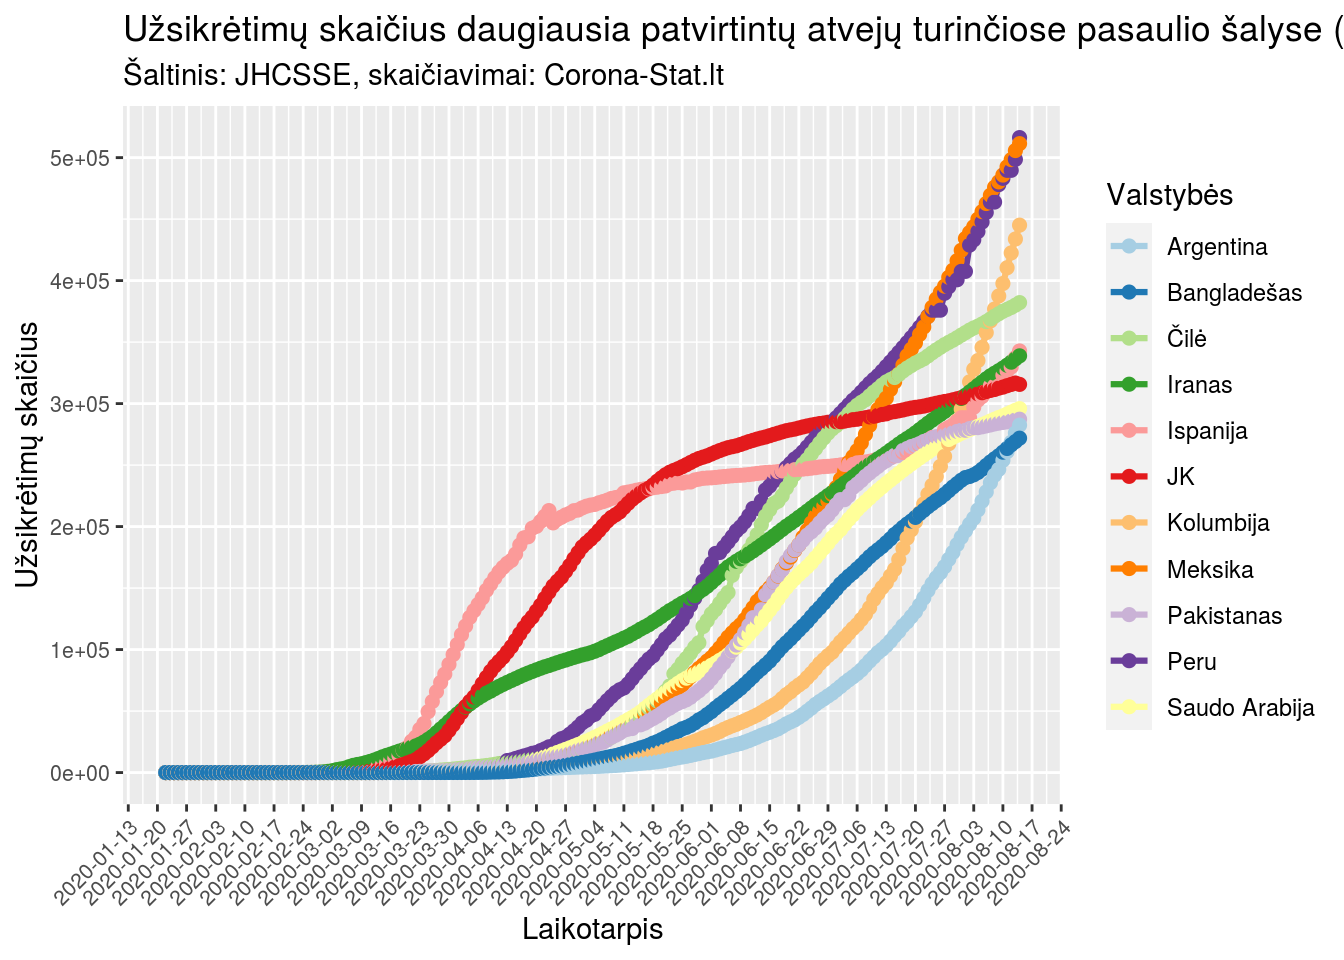 Užsikrėtimų skaičius daugiausia patvirtintų atvejų turinčiose pasaulio šalyse (
Šaltinis: JHCSSE, skaičiavimai: Corona-Stat.lt
Užsikrėtimų skaičius
5e+05
4e+05
3e+05
2e+05
1e+05
0e+00
2020-01-13
2020-01-20
2020-01-27
2020-02-03
2020-02-10
2020-02-17
2020-02-24
2020-03-02
2020-03-09
2020-03-16
2020-03-23
2020-03-30
2020-04-06
2020-04-13
2020-04-20
2020-04-27
2020-05-04
2020-05-11
2020-05-18
2020-05-25
2020-06-01
2020-06-08
2020-06-15
2020-06-22
2020-06-29
2020-07-06
2020-07-13
2020-07-20
2020-07-27
2020-08-03
2020-08-10
2020-08-17
2020-08-24
Laikotarpis
Valstybės
Argentina
Bangladešas
Čilė
Iranas
Ispanija
JK
Kolumbija
Meksika
Pakistanas
Peru
Saudo Arabija